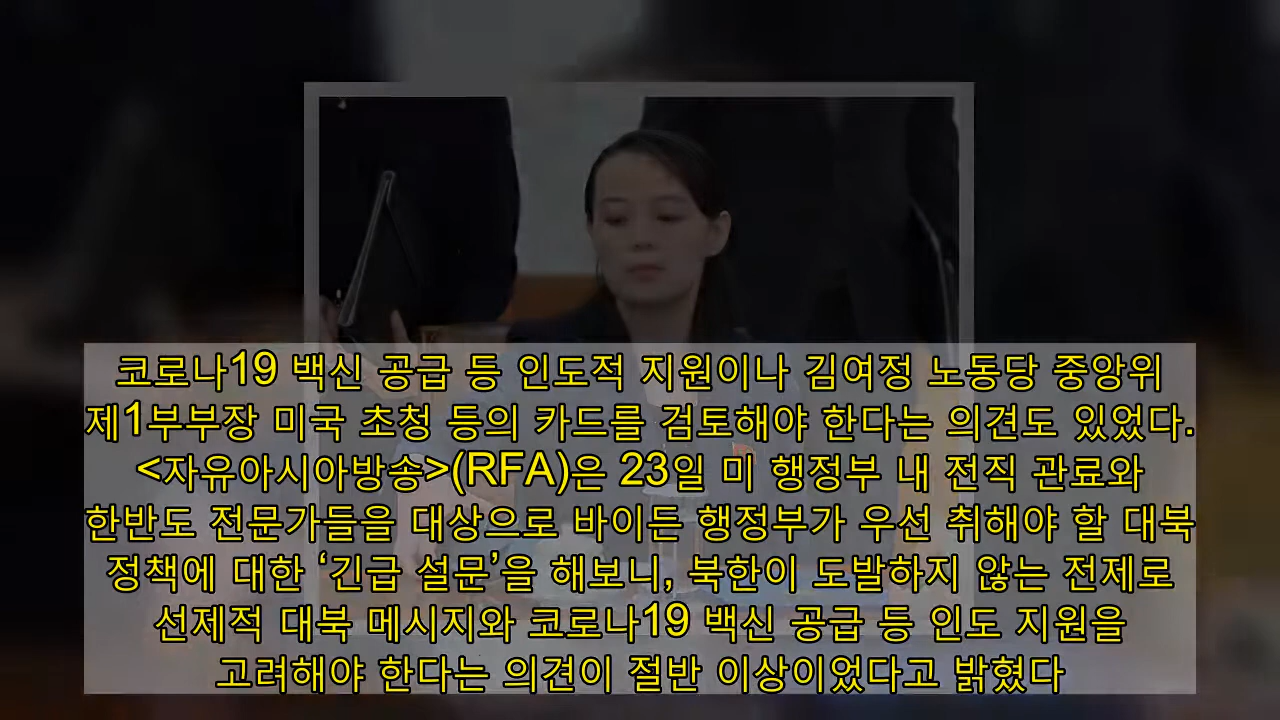 코로나19 백신 공급 등 인도적 지원이나 김여정 노동당 중앙위
제1부부장 미국 초청 등의 카드를 검토해야 한다는 의견도 있었다.
<자유아시아방송>(RFA)은 23일 미 행정부 내 전직 관료와
한반도 전문가들을 대상으로 바이든 행정부가 우선 취해야 할 대북
정책에 대한 ‘긴급 설문’을 해보니, 북한이 도발하지 않는 전제로
선제적 대북 메시지와 코로나19 백신 공급 등 인도 지원을
고려해야 한다는 의견이 절반 이상이었다고 밝혔다